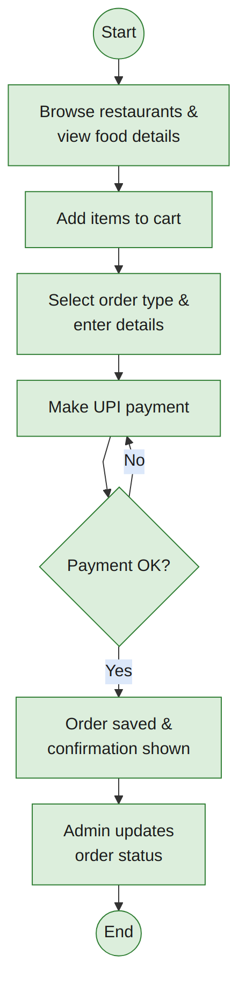 Start
Browse restaurants &
view food details
Add items to cart
Select order type &
enter details
Make UPI payment
No
Payment OK?
Yes
Order saved &
confirmation shown
Admin updates
order status
End